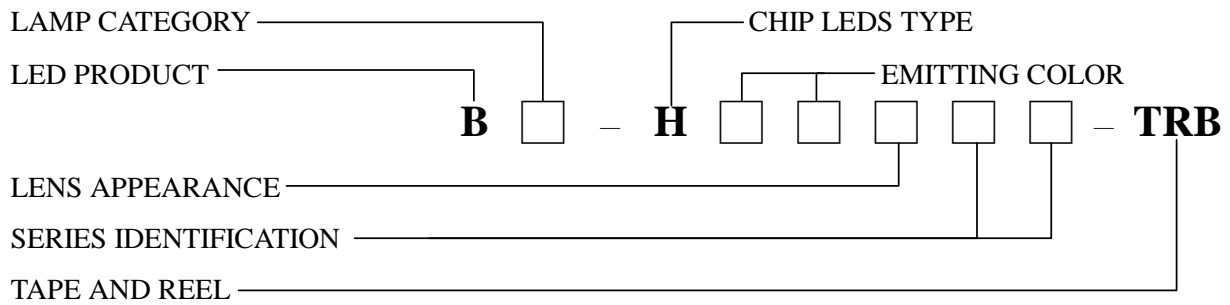 LAMP CATEGORY CHIP LEDS TYPE
LED PRODUCT EMITTING COLOR
B □ – H □ □ □ □ □ – TRB
LENS APPEARANCE
SERIES IDENTIFICATION
TAPE AND REEL